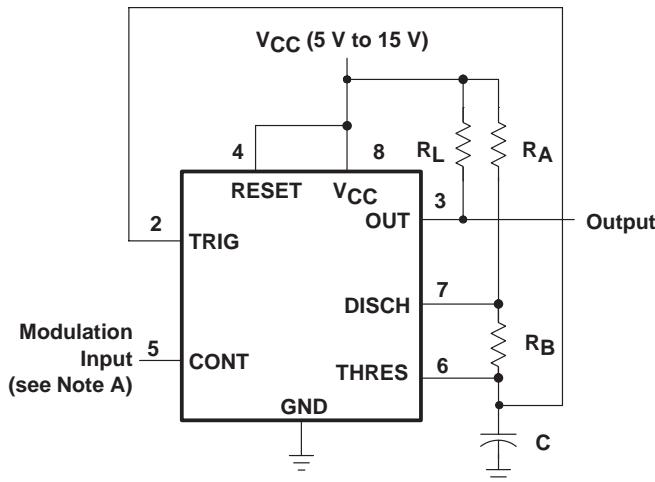 VCC (5 V to 15 V)
4
8
RL
RA
RESET
VCC
3
2
OUT
Output
TRIG
7
DISCH
Modulation
Input
(see Note A)
5
CONT
RB
6
THRES
GND
C